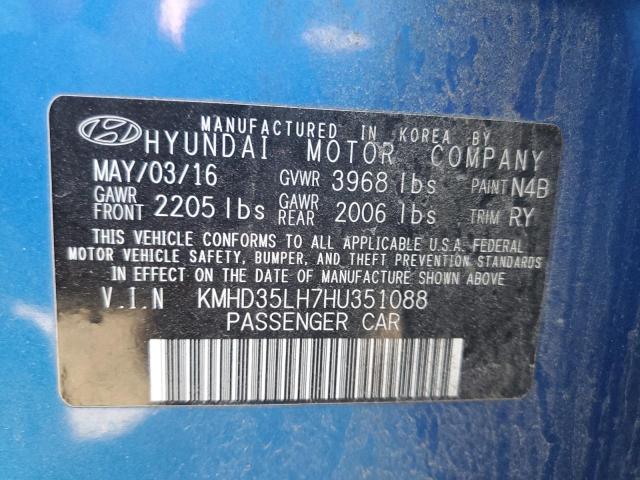 MANUFACTURED IN KOREA BY
HYUNDAI MOTOR COMPANY
MAY/03/16 GVWR 3968 lbs PAINT N4B
GAWR FRONT 2205 lbs GAWR REAR 2006 lbs TRIM RY
THIS VEHICLE CONFORMS TO ALL APPLICABLE U.S.A. FEDERAL
MOTOR VEHICLE SAFETY, BUMPER, AND THEFT PREVENTION STANDARDS
IN EFFECT ON THE DATE OF MANUFACTURE SHOWN ABOVE
V.I.N KMHD35LH7HU351088
PASSENGER CAR